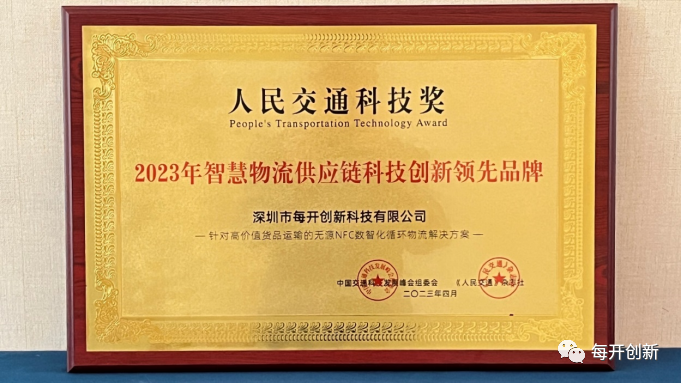 人民交通科技奖
People's Transportation Technology Award
2023年智慧物流供应链科技创新领先品牌
深圳市每开创新科技有限公司
— 针对高价值货品运输的无源NFC数智化循环物流解决方案 —
中国交通科技发展峰会组委会 《人民交通》杂志社
二〇二三年四月
每开创新